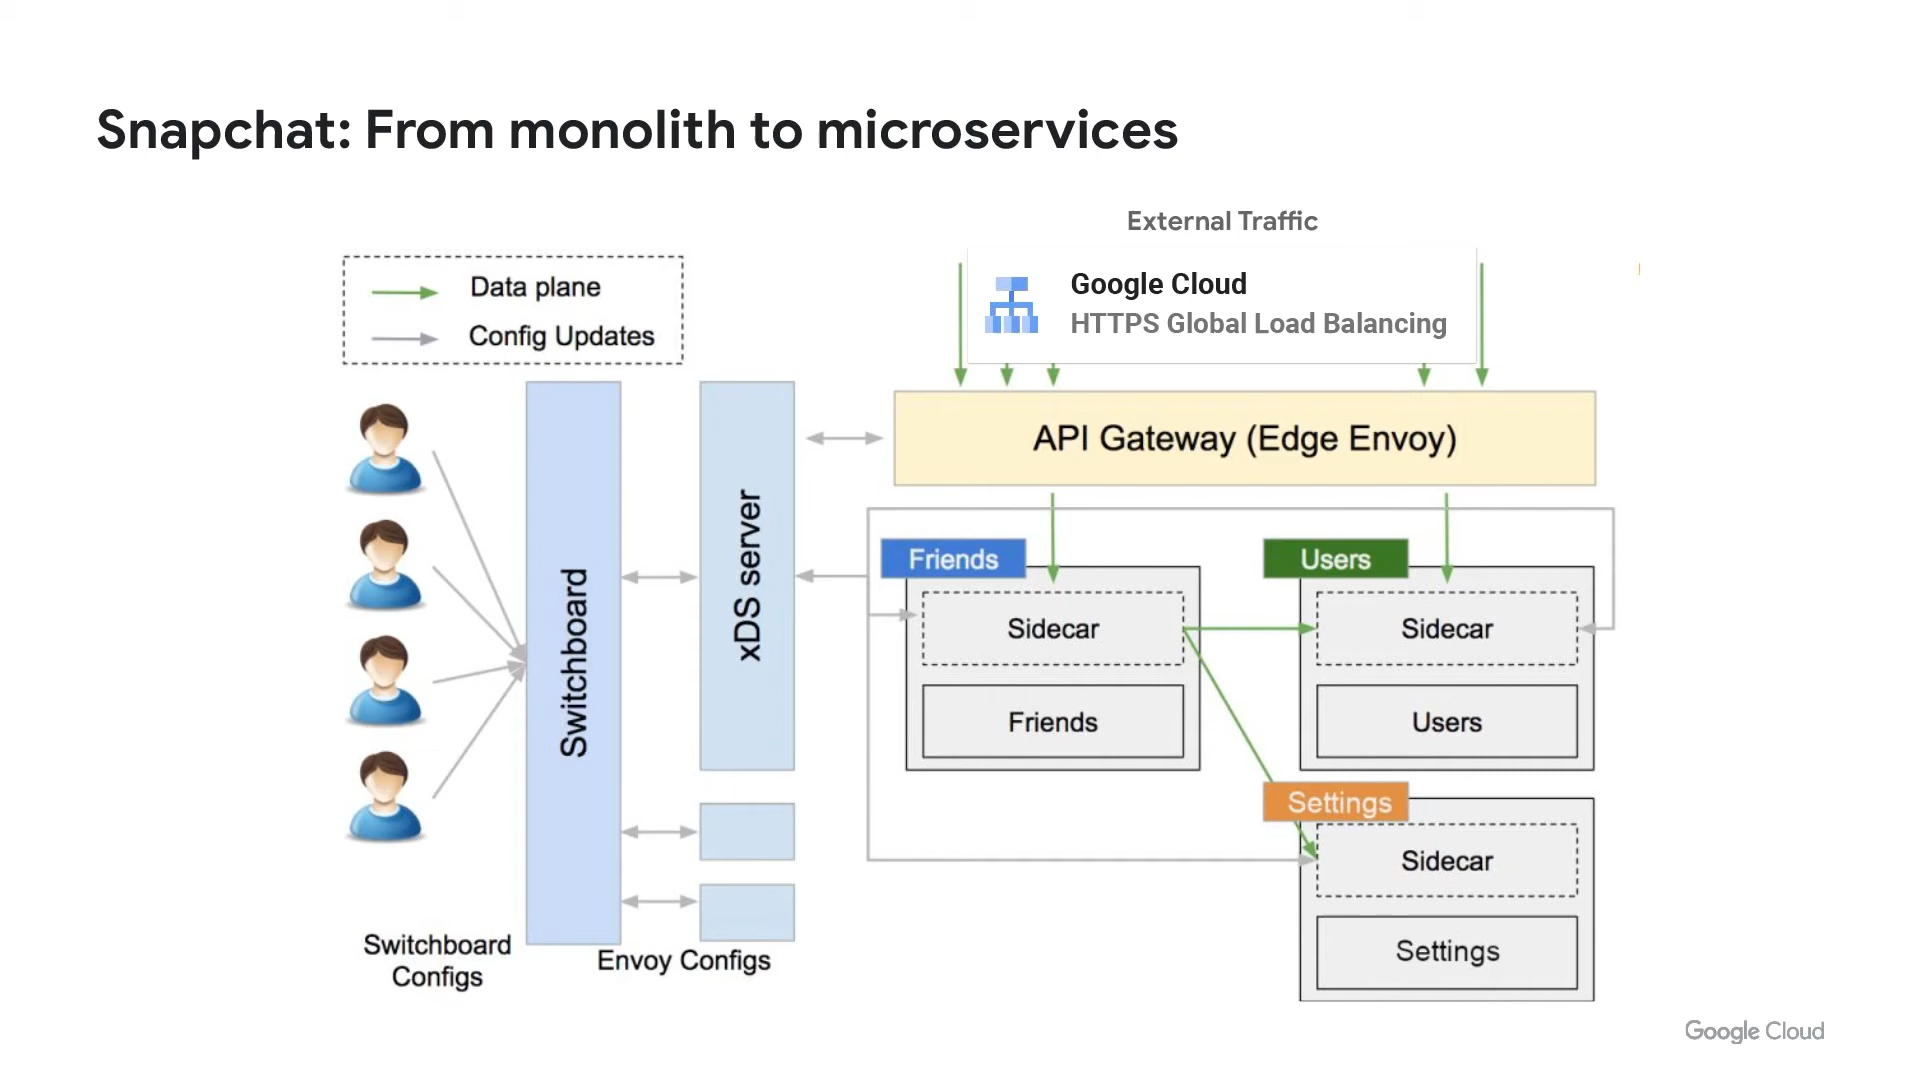 Snapchat: From monolith to microservices
External Traffic
Data plane
Config Updates
Google Cloud
HTTPS Global Load Balancing
API Gateway (Edge Envoy)
Switchboard
xDS server
Friends
Sidecar
Friends
Users
Sidecar
Users
Settings
Sidecar
Settings
Switchboard
Configs
Envoy Configs
Google Cloud